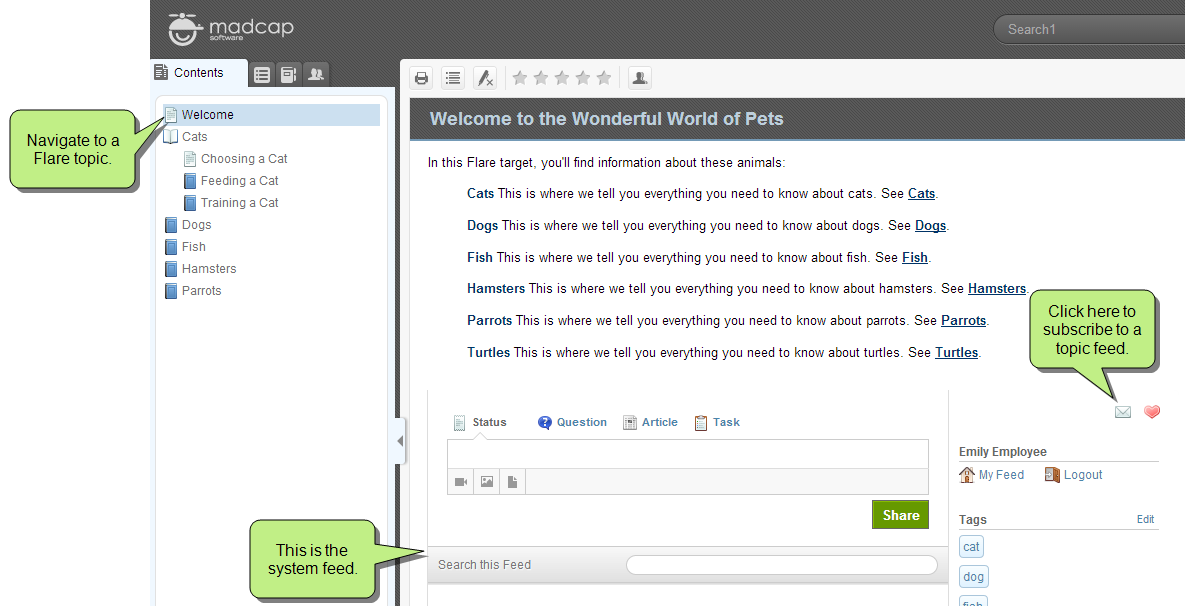 madcap
software
Search1
Contents
Navigate to a
Flare topic.
Welcome
Cats
Choosing a Cat
Feeding a Cat
Training a Cat
Dogs
Fish
Hamsters
Parrots
Welcome to the Wonderful World of Pets
In this Flare target, you'll find information about these animals:
Cats This is where we tell you everything you need to know about cats. See Cats.
Dogs This is where we tell you everything you need to know about dogs. See Dogs.
Fish This is where we tell you everything you need to know about fish. See Fish.
Hamsters This is where we tell you everything you need to know about hamsters. See Hamsters.
Parrots This is where we tell you everything you need to know about parrots. See Parrots.
Turtles This is where we tell you everything you need to know about turtles. See Turtles.
Click here to
subscribe to a
topic feed.
Status Question Article Task
Share
This is the
system feed.
Search this Feed
Emily Employee
My Feed Logout
Tags Edit
cat
dog
fish